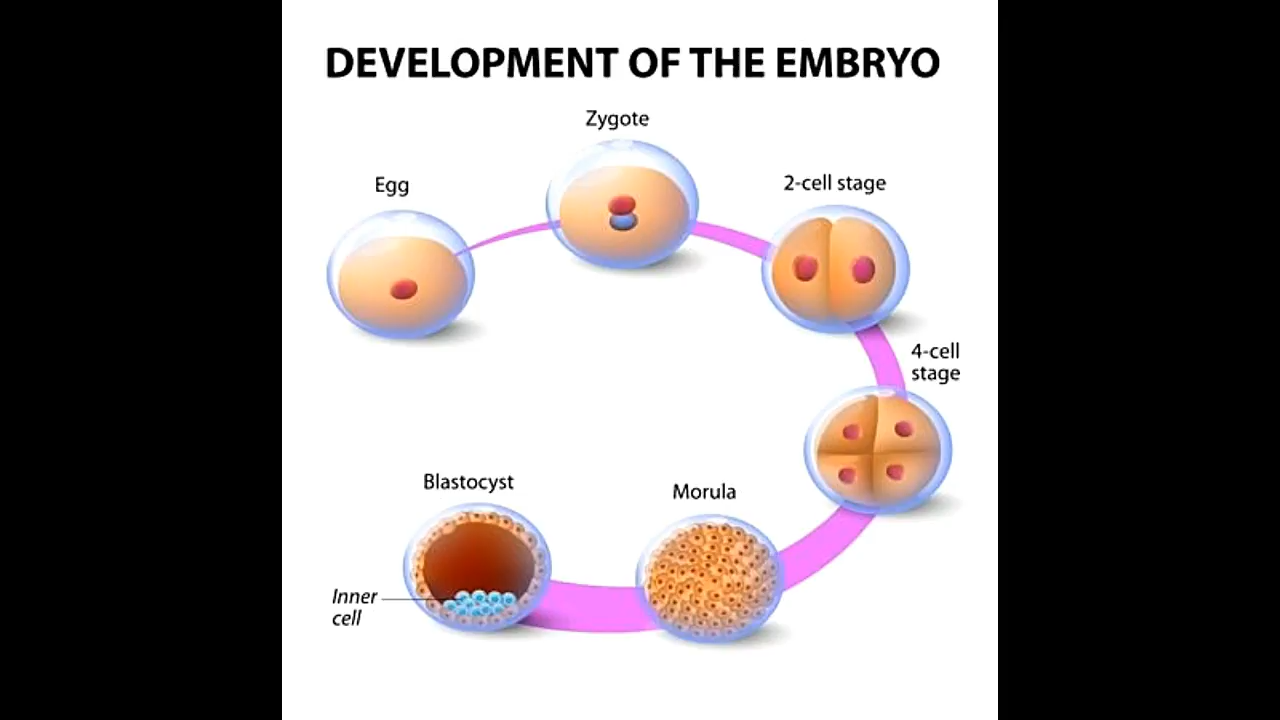 DEVELOPMENT OF THE EMBRYO
Zygote
Egg
2-cell stage
4-cell
stage
Blastocyst
Morula
Inner
cell